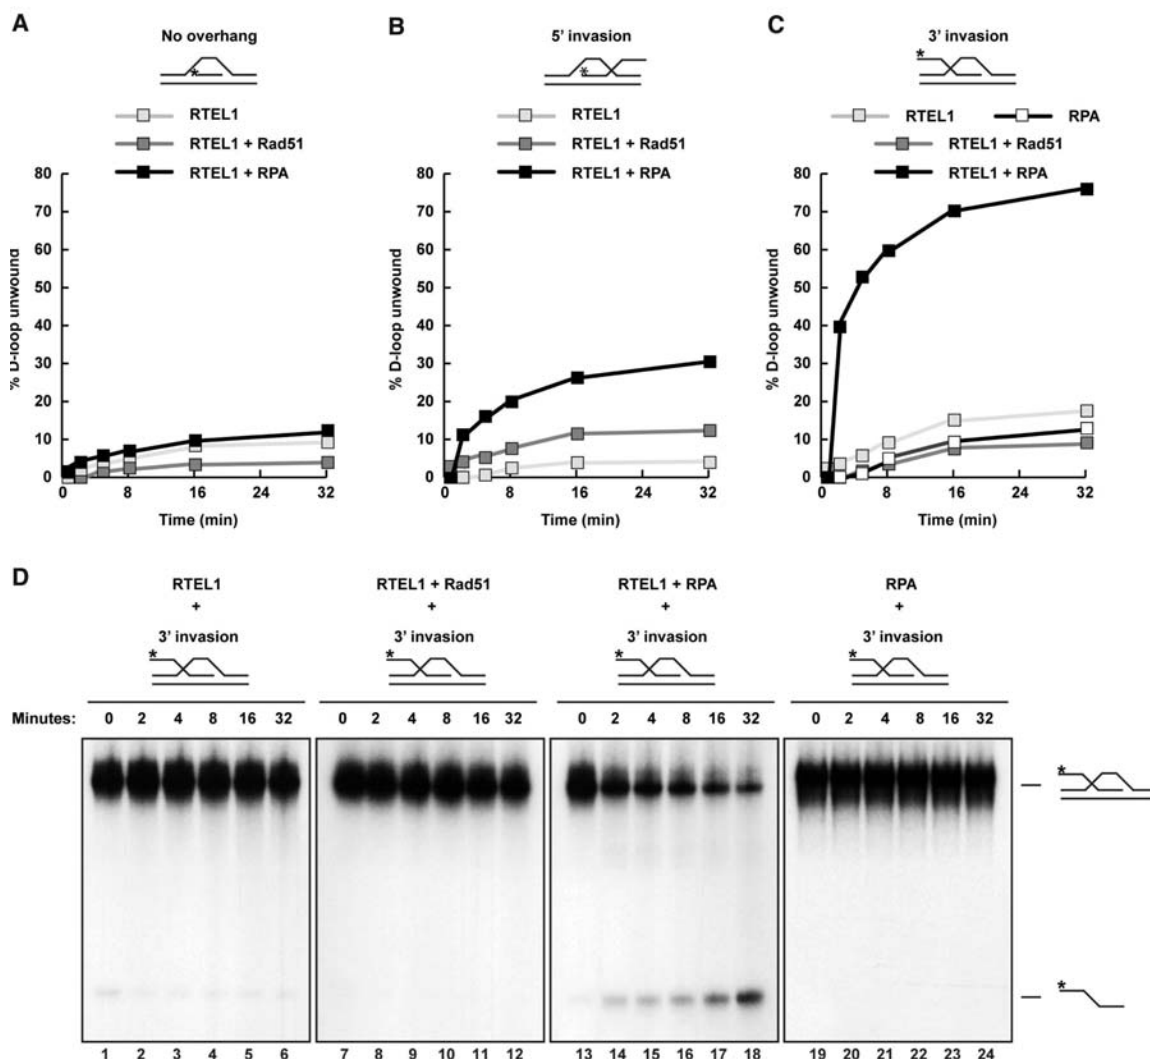 A
No overhang
*
RTEL1
RTEL1 + Rad51
RTEL1 + RPA
% D-loop unwound
80
70
60
50
40
30
20
10
0
0 8 16 24 32
Time (min)
B
5' invasion
*
RTEL1
RTEL1 + Rad51
RTEL1 + RPA
% D-loop unwound
80
70
60
50
40
30
20
10
0
0 8 16 24 32
Time (min)
C
3' invasion
*
RTEL1 RPA
RTEL1 + Rad51
RTEL1 + RPA
% D-loop unwound
80
70
60
50
40
30
20
10
0
0 8 16 24 32
Time (min)
D
RTEL1
+
3' invasion
*
RTEL1 + Rad51
+
3' invasion
*
RTEL1 + RPA
+
3' invasion
*
RPA
+
3' invasion
*
Minutes: 0 2 4 8 16 32 0 2 4 8 16 32 0 2 4 8 16 32 0 2 4 8 16 32
*
*
1 2 3 4 5 6 7 8 9 10 11 12 13 14 15 16 17 18 19 20 21 22 23 24